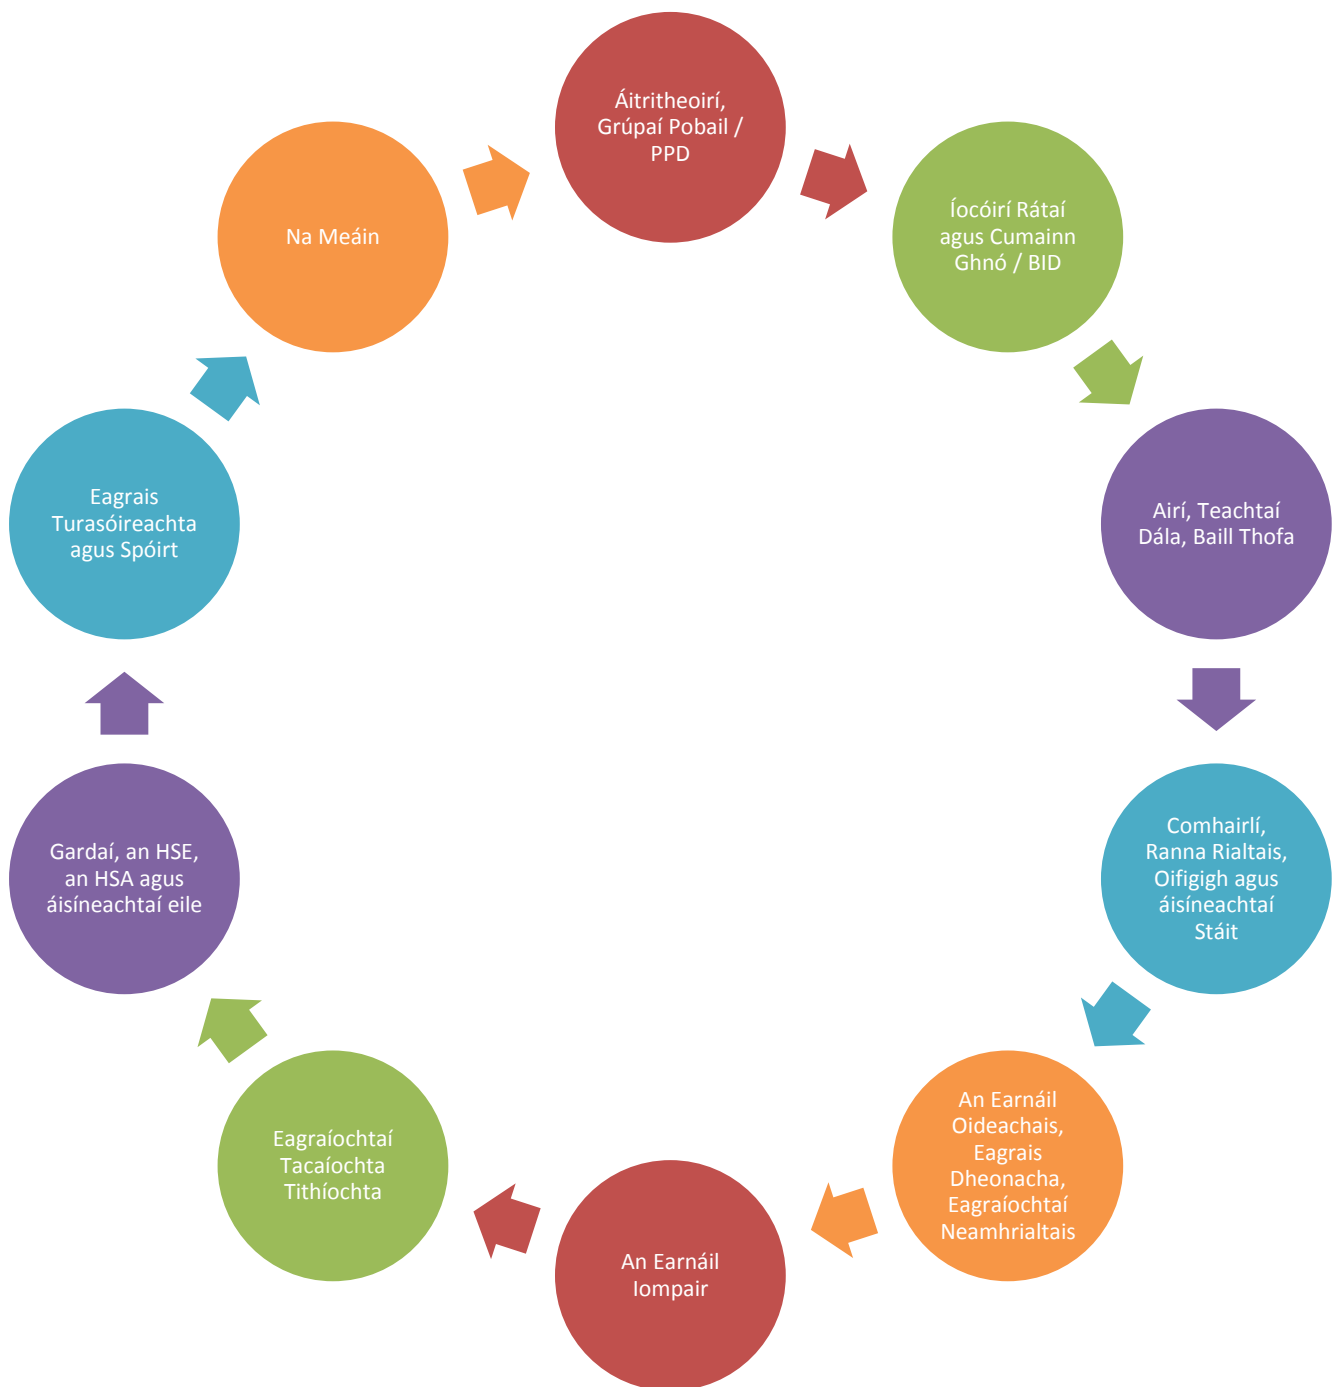 Áitritheoirí,
Grúpaí Pobail /
PPD
Íocóirí Rátaí
agus Cumainn
Ghnó / BID
Airí, Teachtaí
Dála, Baill Thofa
Comhairlí,
Ranna Rialtais,
Oifigigh agus
áisíneachtaí
Stáit
An Earnáil
Oideachais,
Eagrais
Dheonacha,
Eagraíochtaí
Neamhrialtais
An Earnáil
Iompair
Eagraíochtaí
Tacaíochta
Tithíochta
Gardaí, an HSE,
an HSA agus
áisíneachtaí eile
Eagrais
Turasóireachta
agus Spóirt
Na Meáin